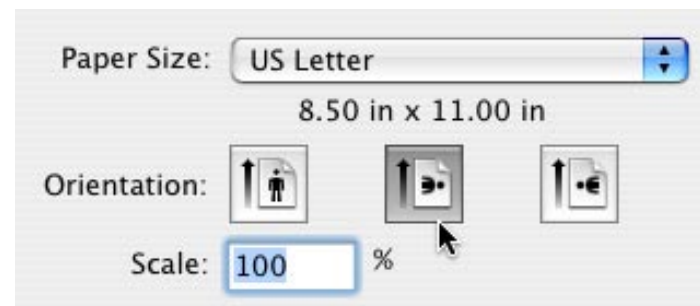 Paper Size: US Letter
8.50 in x 11.00 in
Orientation:
Scale: 100 %